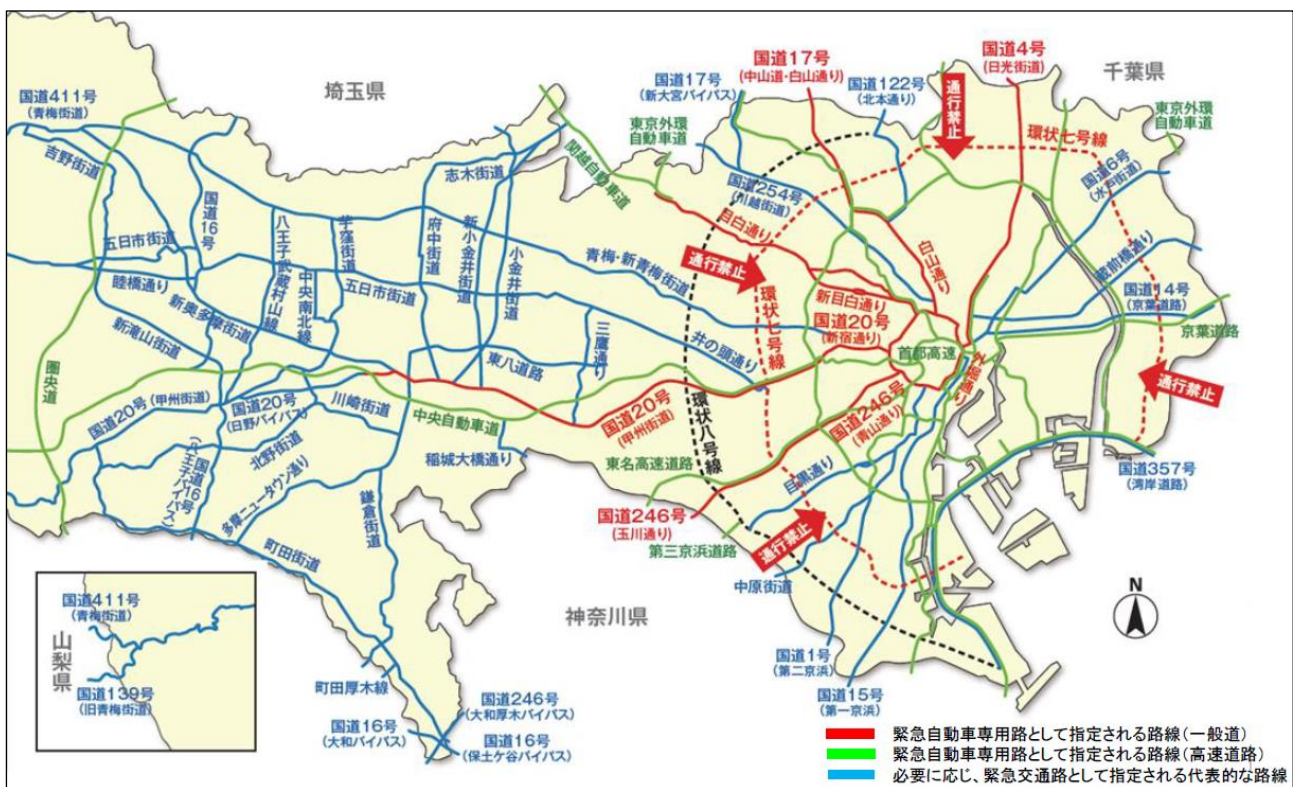 埼玉県
千葉県
神奈川県
山梨県
国道411号
(青梅街道)
吉野街道
国道16号
五日市街道
睦橋通り
新奥多摩街道
新滝山街道
圏央道
国道20号(甲州街道)
八王子武蔵村山線
中央南北線
芋窪街道
五日市街道
府中街道
新小金井街道
小金井街道
志木街道
関越自動車道
東京外環
自動車道
国道17号
(新大宮バイパス)
国道17号
(中山道・白山通り)
国道122号
(北本通り)
通行禁止
国道4号
(日光街道)
環状七号線
東京外環
自動車道
国道6号
(水戸街道)
国道254号
(川越街道)
目白通り
白山通り
蔵前橋通り
国道14号
(京葉道路)
京葉道路
青梅・新青梅街道
通行禁止
環状七号線
新目白通り
国道20号
(新宿通り)
首都高速
外堀通り
通行禁止
井の頭通り
三鷹通り
東八道路
国道20号
(日野バイパス)
川崎街道
中央自動車道
国道20号
(甲州街道)
環状八号線
国道246号
(青山通り)
北野街道
国道16号
(八王子バイパス)
多摩ニュータウン通り
稲城大橋通り
東名高速道路
目黒通り
国道357号
(湾岸道路)
国道246号
(玉川通り)
第三京浜道路
通行禁止
中原街道
鎌倉街道
町田街道
国道1号
(第二京浜)
国道15号
(第一京浜)
N
国道411号
(青梅街道)
国道139号
(旧青梅街道)
町田厚木線
国道246号
(大和厚木バイパス)
国道16号
(大和バイパス)
国道16号
(保土ケ谷バイパス)
緊急自動車専用路として指定される路線(一般道)
緊急自動車専用路として指定される路線(高速道路)
必要に応じ、緊急交通路として指定される代表的な路線